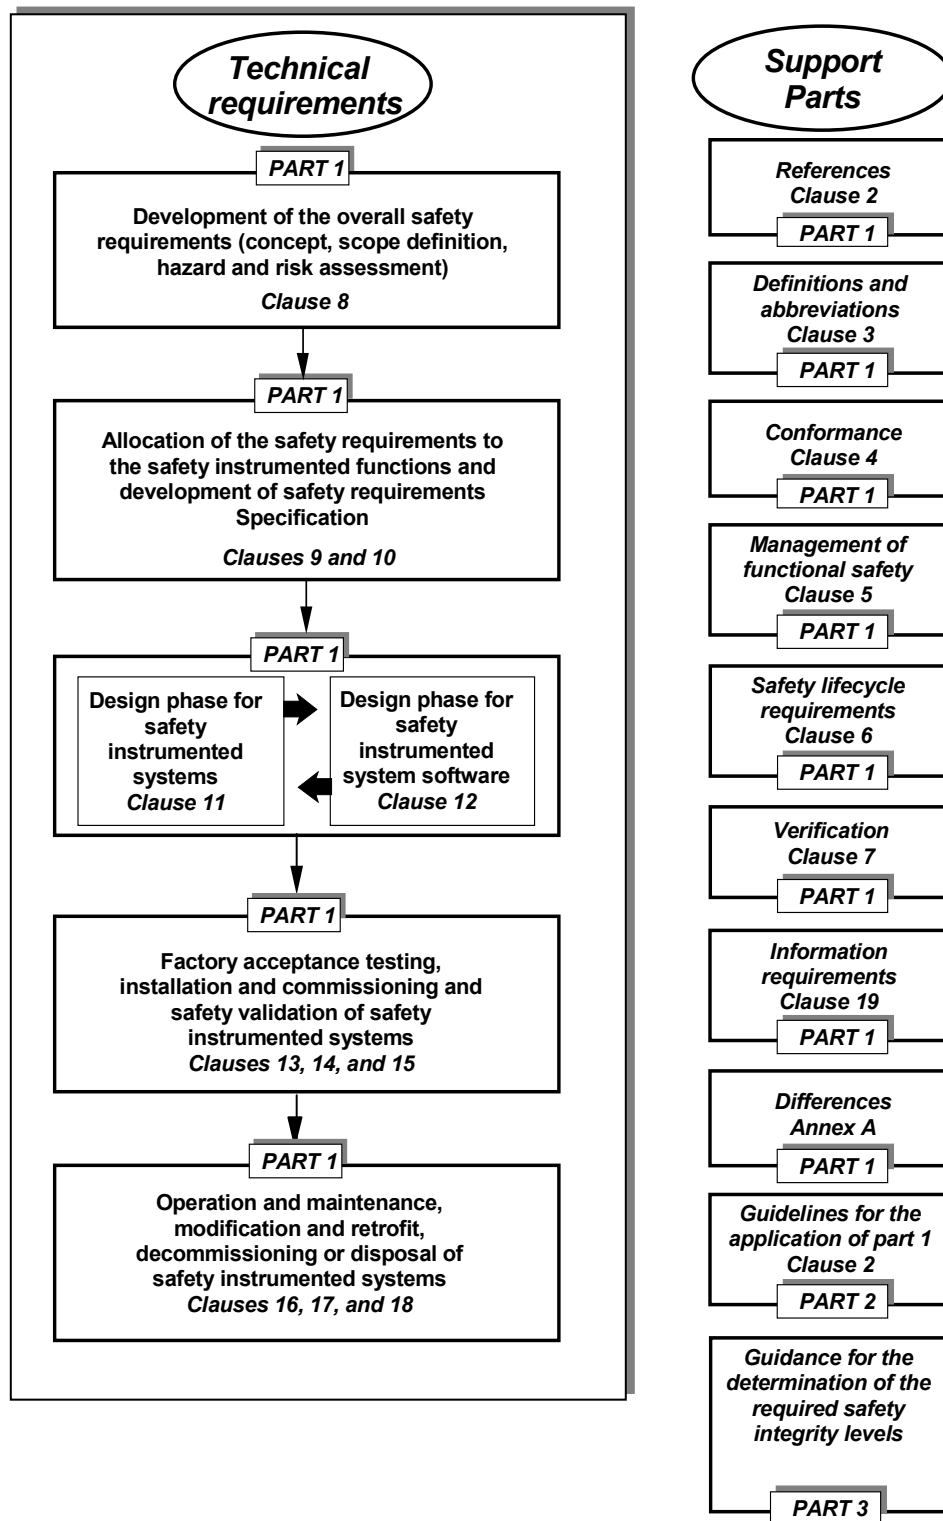 Technical
requirements
PART 1
Development of the overall safety
requirements (concept, scope definition,
hazard and risk assessment)
Clause 8
PART 1
Allocation of the safety requirements to
the safety instrumented functions and
development of safety requirements
Specification
Clauses 9 and 10
PART 1
Design phase for
safety
instrumented
systems
Clause 11
Design phase for
safety
instrumented
system software
Clause 12
PART 1
Factory acceptance testing,
installation and commissioning and
safety validation of safety
instrumented systems
Clauses 13, 14, and 15
PART 1
Operation and maintenance,
modification and retrofit,
decommissioning or disposal of
safety instrumented systems
Clauses 16, 17, and 18
Support
Parts
References
Clause 2
PART 1
Definitions and
abbreviations
Clause 3
PART 1
Conformance
Clause 4
PART 1
Management of
functional safety
Clause 5
PART 1
Safety lifecycle
requirements
Clause 6
PART 1
Verification
Clause 7
PART 1
Information
requirements
Clause 19
PART 1
Differences
Annex A
PART 1
Guidelines for the
application of part 1
Clause 2
PART 2
Guidance for the
determination of the
required safety
integrity levels
PART 3